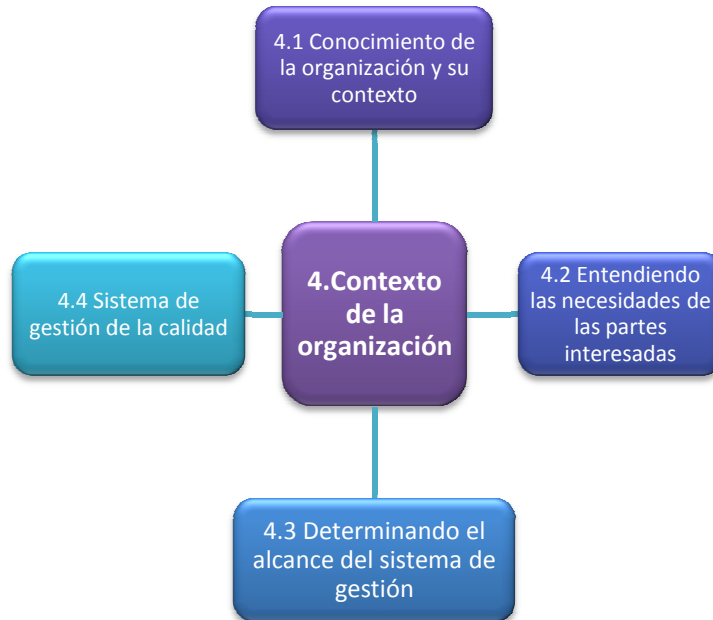 4.1 Conocimiento de
la organización y su
contexto
4.4 Sistema de
gestión de la calidad
4.Contexto
de la
organización
4.2 Entendiendo
las necesidades de
las partes
interesadas
4.3 Determinando el
alcance del sistema de
gestión